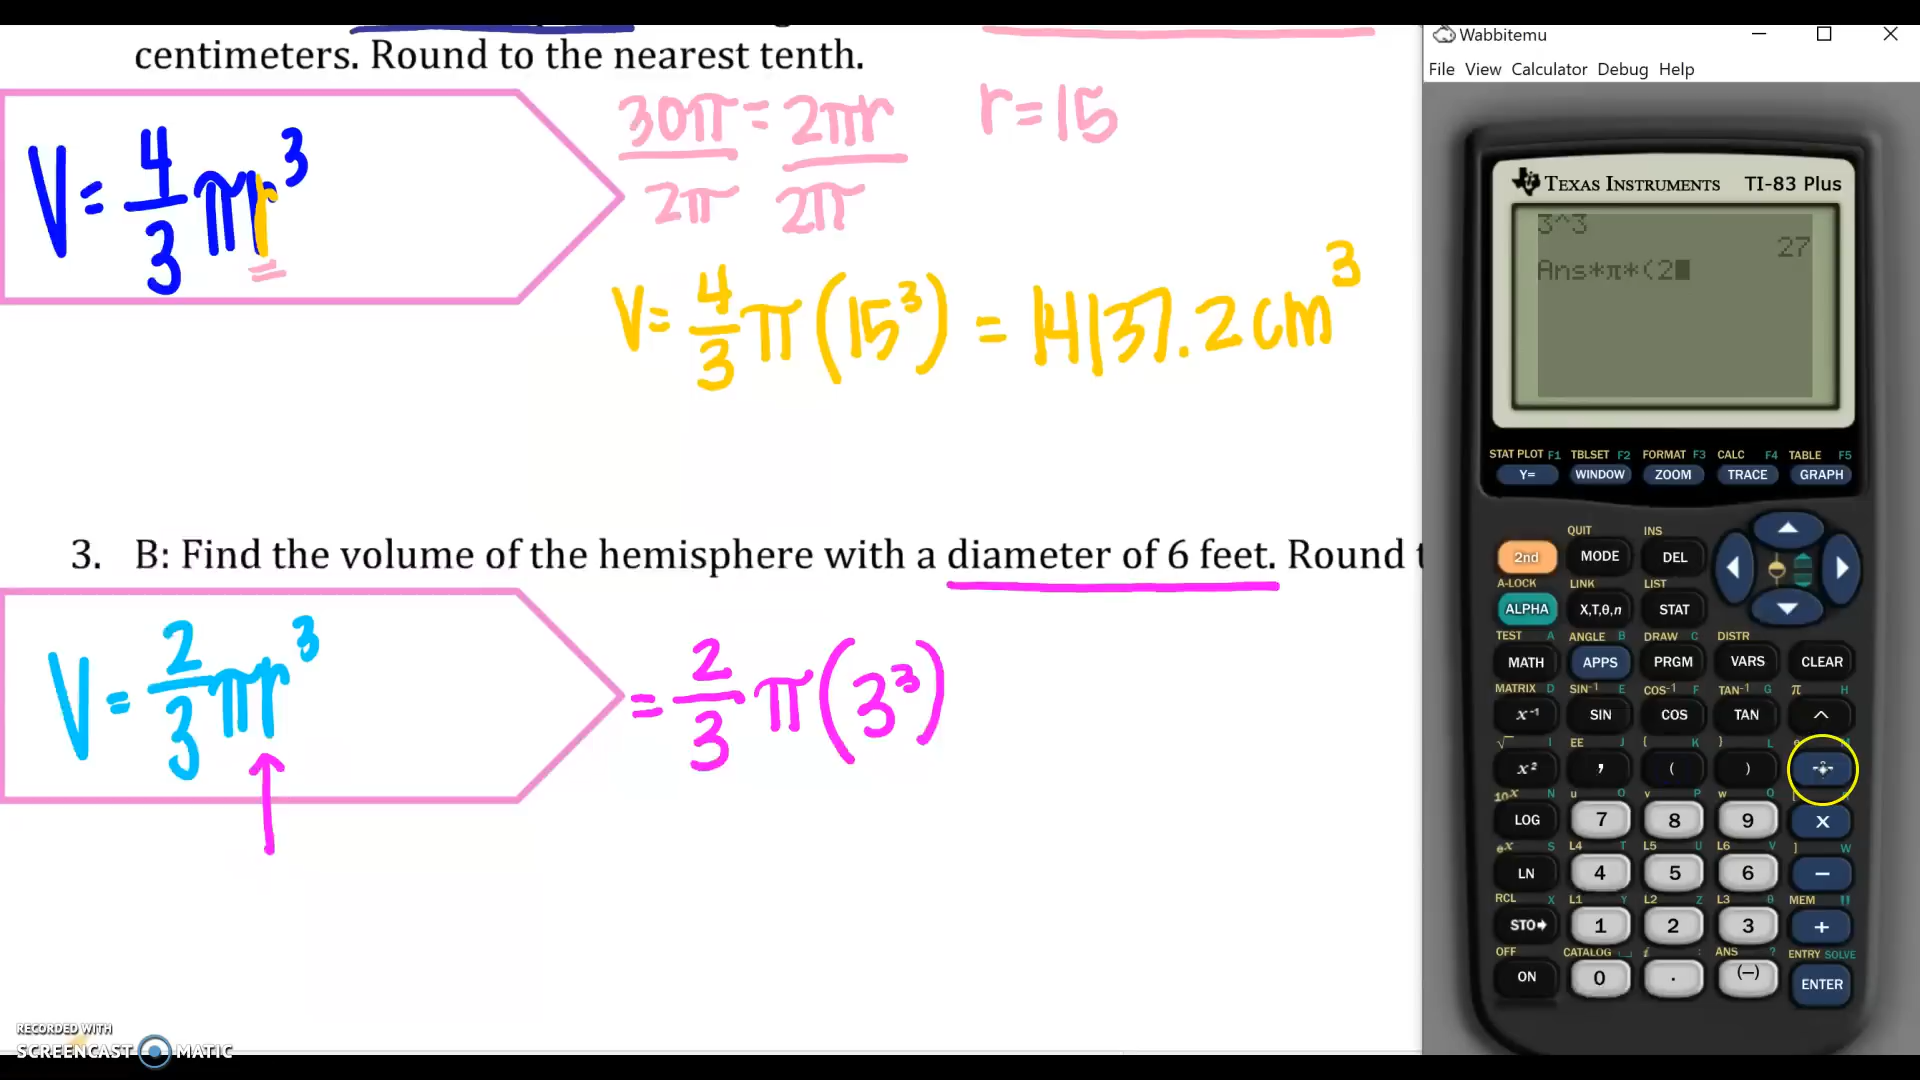 centimeters. Round to the nearest tenth.
V= 4/3 πr³
30π/2π = 2πr/2π r=15
V= 4/3 π(15³) = 14137.2 cm³
3. B: Find the volume of the hemisphere with a diameter of 6 feet. Round
V= 2/3 πr³ = 2/3 π(3³)
RECORDED WITH
SCREENCAST MATIC
Wabbitemu
File View Calculator Debug Help
TEXAS INSTRUMENTS TI-83 Plus
3^3
27
Ans*π*(2
STAT PLOT F1 TBLSET F2 FORMAT F3 CALC F4 TABLE F5
Y= WINDOW ZOOM TRACE GRAPH
QUIT INS
2nd MODE DEL
A-LOCK LINK LIST
ALPHA X,T,θ,n STAT
TEST A ANGLE B DRAW C DISTR
MATH APPS PRGM VARS CLEAR
MATRIX D SIN⁻¹ E COS⁻¹ F TAN⁻¹ G π H
x⁻¹ SIN COS TAN ^
√ I EE J { K } L M
x² , ( ) ÷
10ˣ N u O v P w Q
LOG 7 8 9 ×
eˣ S L4 T L5 U L6 V ] W
LN 4 5 6 −
RCL X L1 Y L2 Z L3 θ MEM "
STO➔ 1 2 3 +
OFF CATALOG i : ANS ? ENTRY SOLVE
ON 0 . (−) ENTER